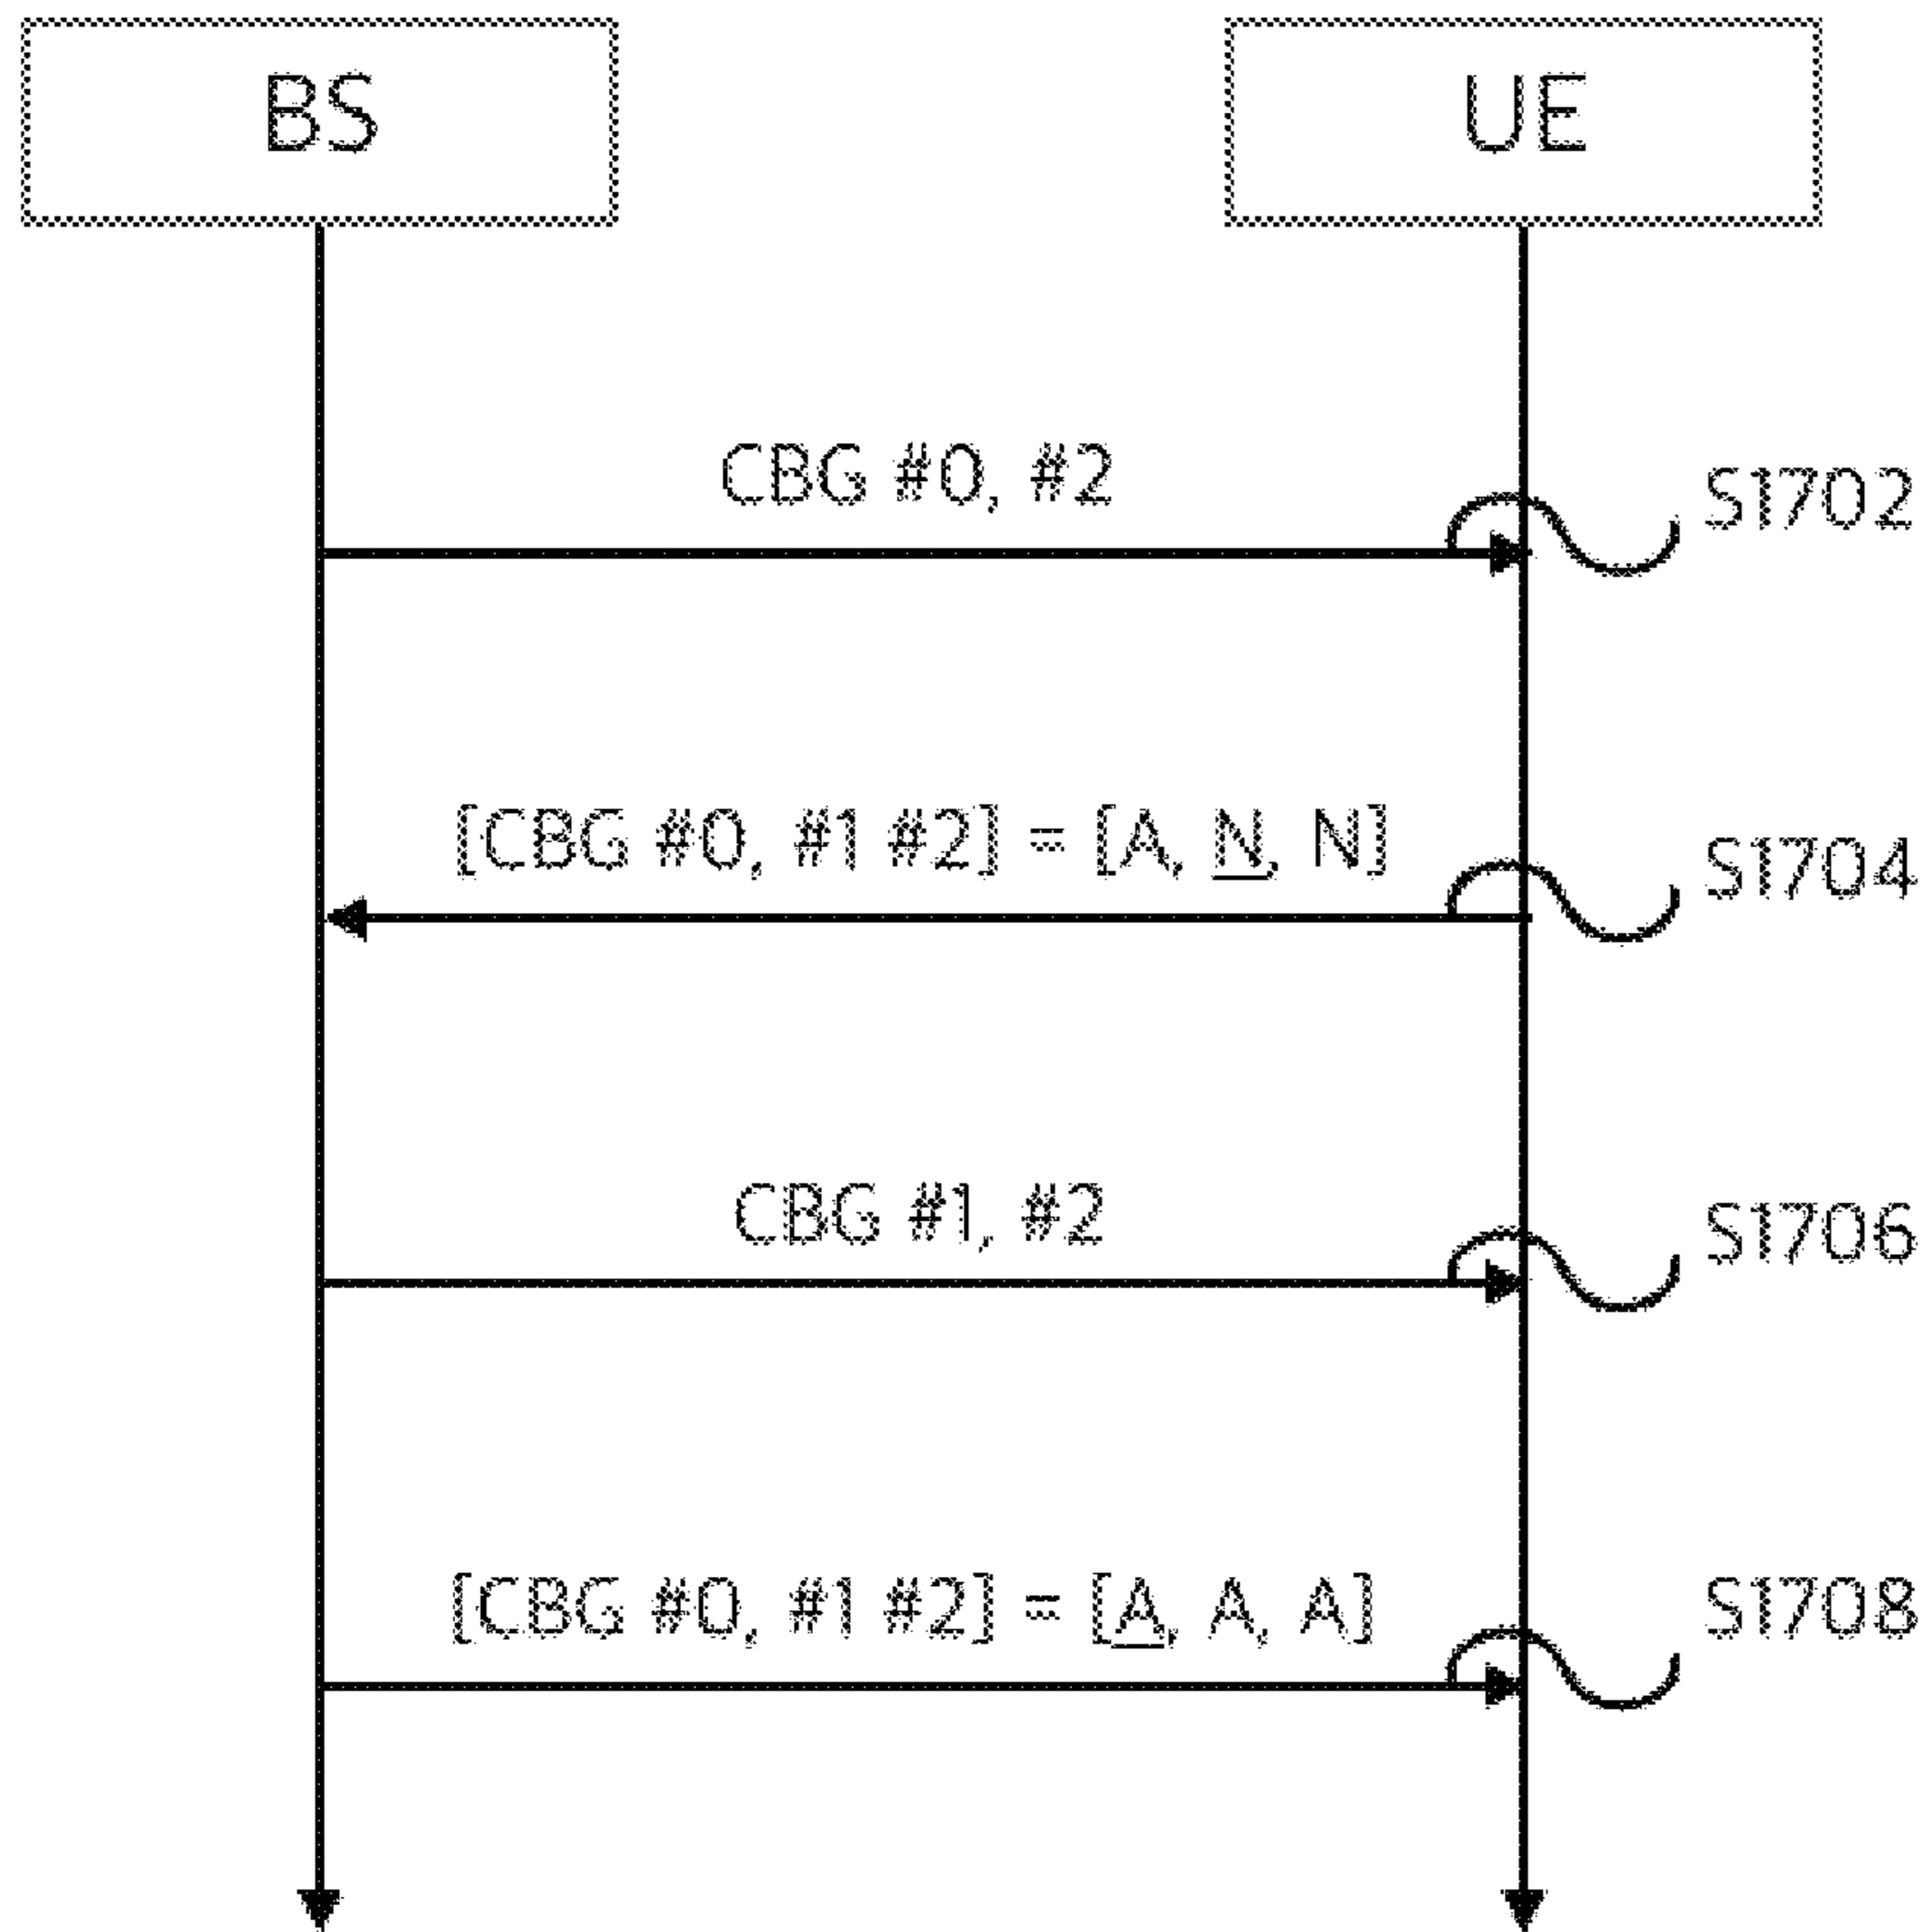 BS
UE
CBG #0, #2
S1702
[CBG #0, #1 #2] = [A, N, N]
S1704
CBG #1, #2
S1706
[CBG #0, #1 #2] = [A, A, A]
S1708